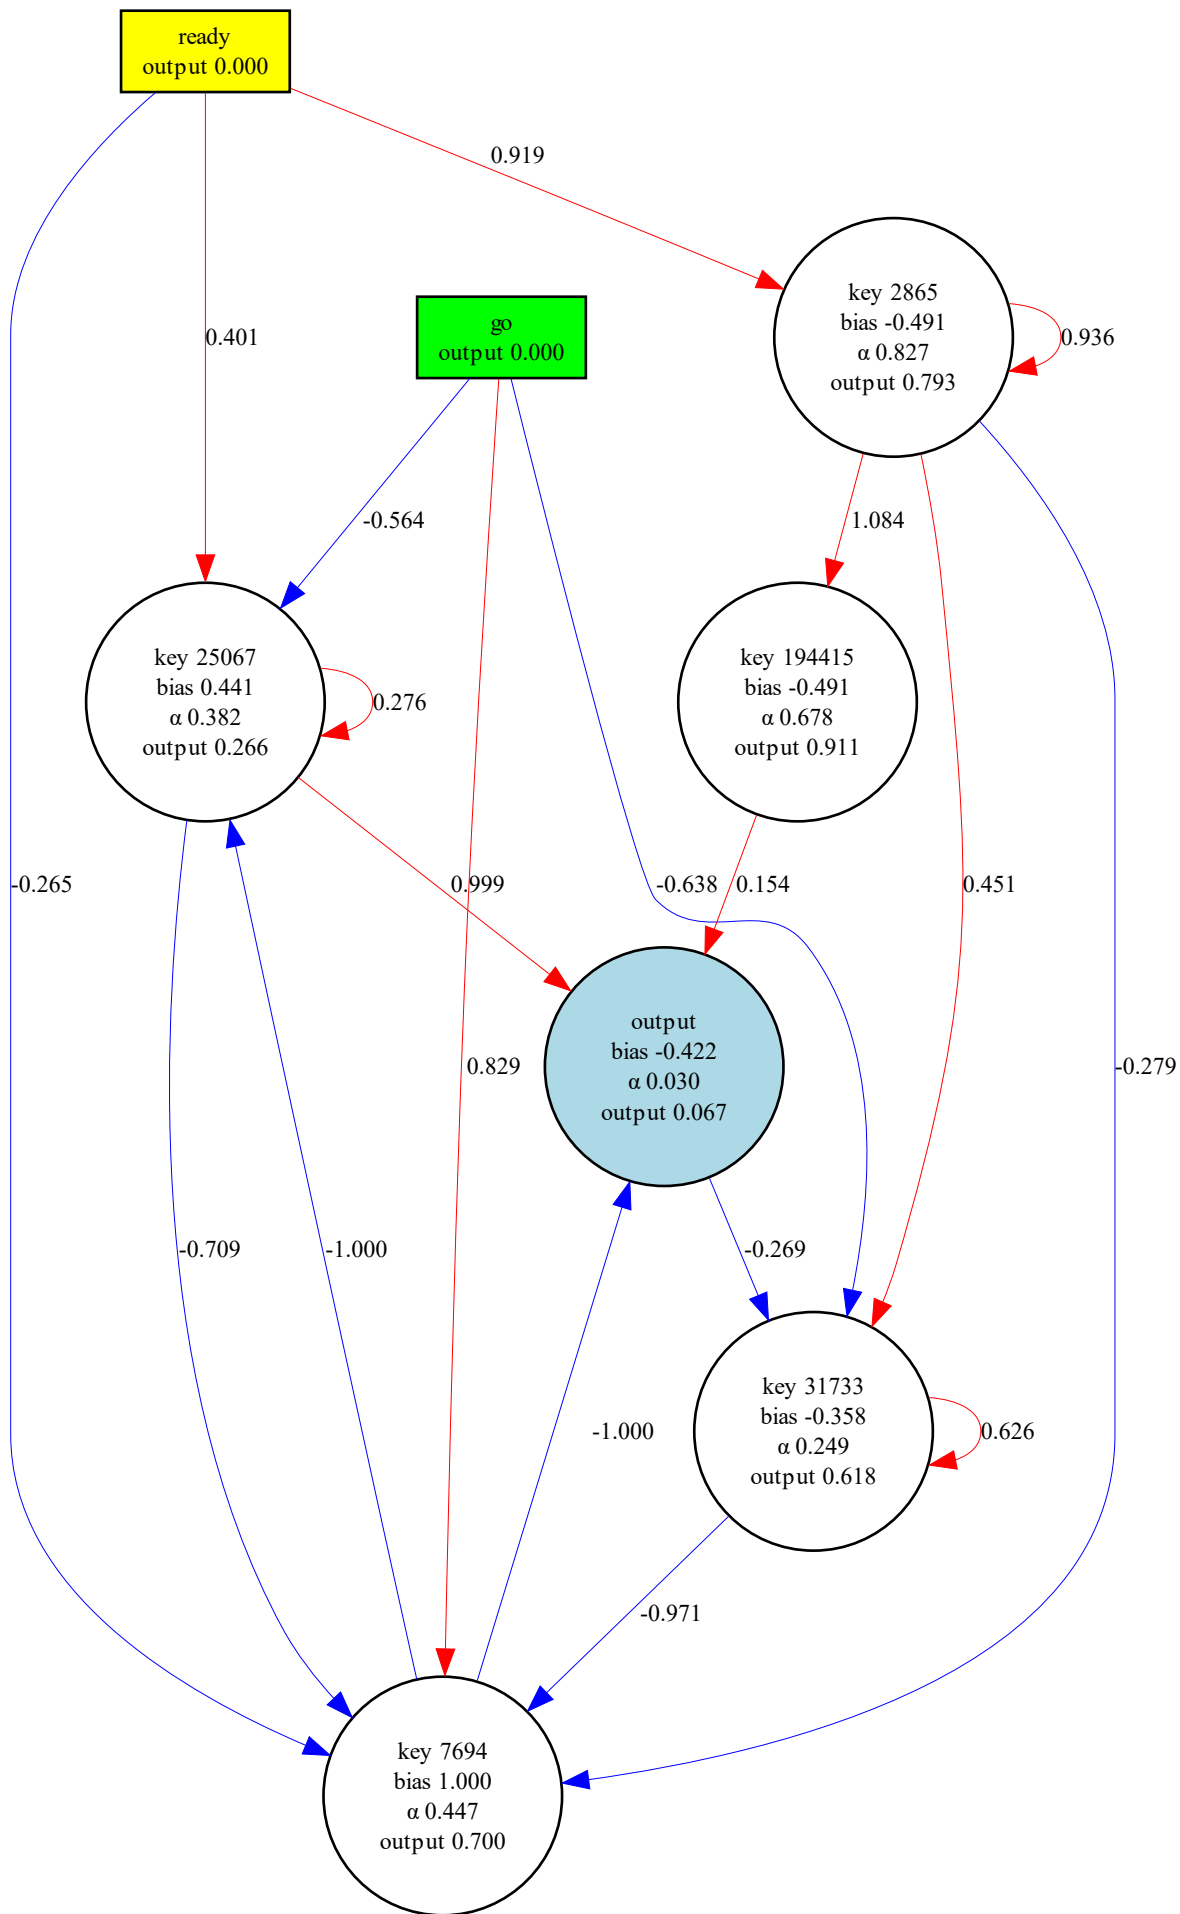 ready
output 0.000
0.919
key 2865
bias -0.491
α 0.827
output 0.793
0.936
go
output 0.000
0.401
-0.564
1.084
key 25067
bias 0.441
α 0.382
output 0.266
0.276
key 194415
bias -0.491
α 0.678
output 0.911
-0.265
0.999
-0.638
0.154
0.451
output
bias -0.422
α 0.030
output 0.067
0.829
-0.279
-0.709
-1.000
-0.269
-1.000
key 31733
bias -0.358
α 0.249
output 0.618
0.626
-0.971
key 7694
bias 1.000
α 0.447
output 0.700